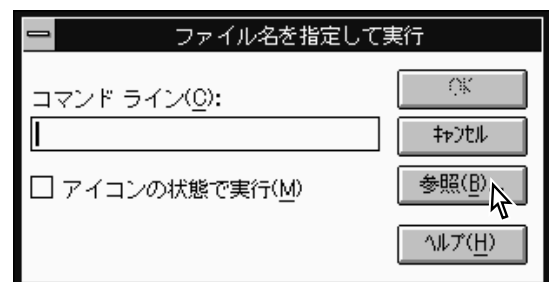 ファイル名を指定して実行
コマンド ライン(C):
OK
キャンセル
アイコンの状態で実行(M)
参照(B)...
ヘルプ(H)